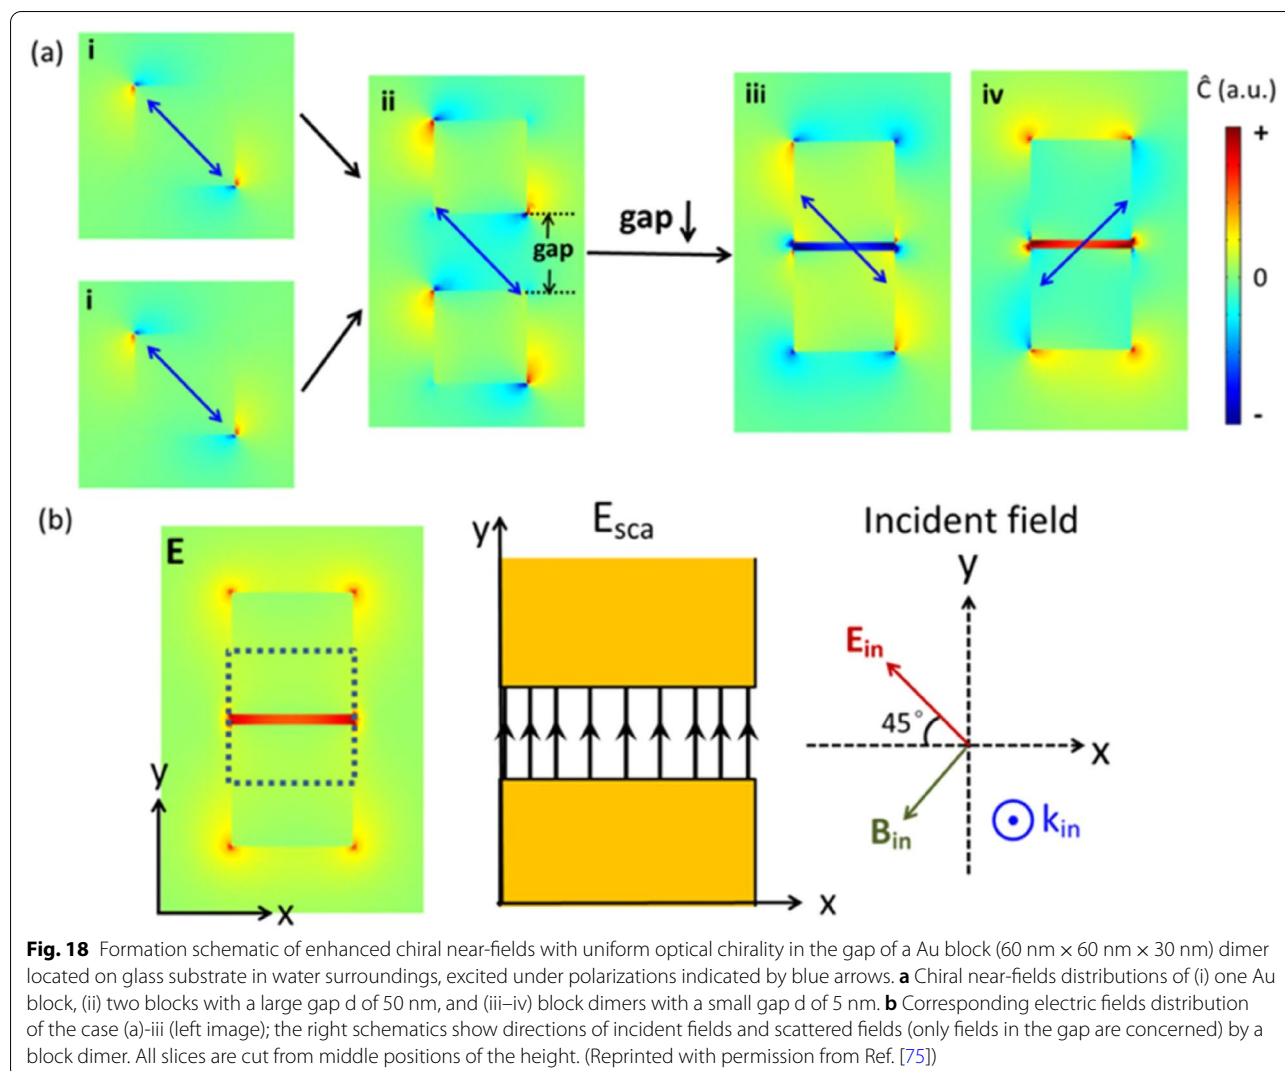 (a)
i
i
ii
gap
gap
iii
iv
Ĉ (a.u.)
+
0
-
(b)
E
y
x
E_sca
y
x
Incident field
y
E_in
45°
x
B_in
k_in
Fig. 18 Formation schematic of enhanced chiral near-fields with uniform optical chirality in the gap of a Au block (60 nm × 60 nm × 30 nm) dimer
located on glass substrate in water surroundings, excited under polarizations indicated by blue arrows. a Chiral near-fields distributions of (i) one Au
block, (ii) two blocks with a large gap d of 50 nm, and (iii–iv) block dimers with a small gap d of 5 nm. b Corresponding electric fields distribution
of the case (a)-iii (left image); the right schematics show directions of incident fields and scattered fields (only fields in the gap are concerned) by a
block dimer. All slices are cut from middle positions of the height. (Reprinted with permission from Ref. [75])